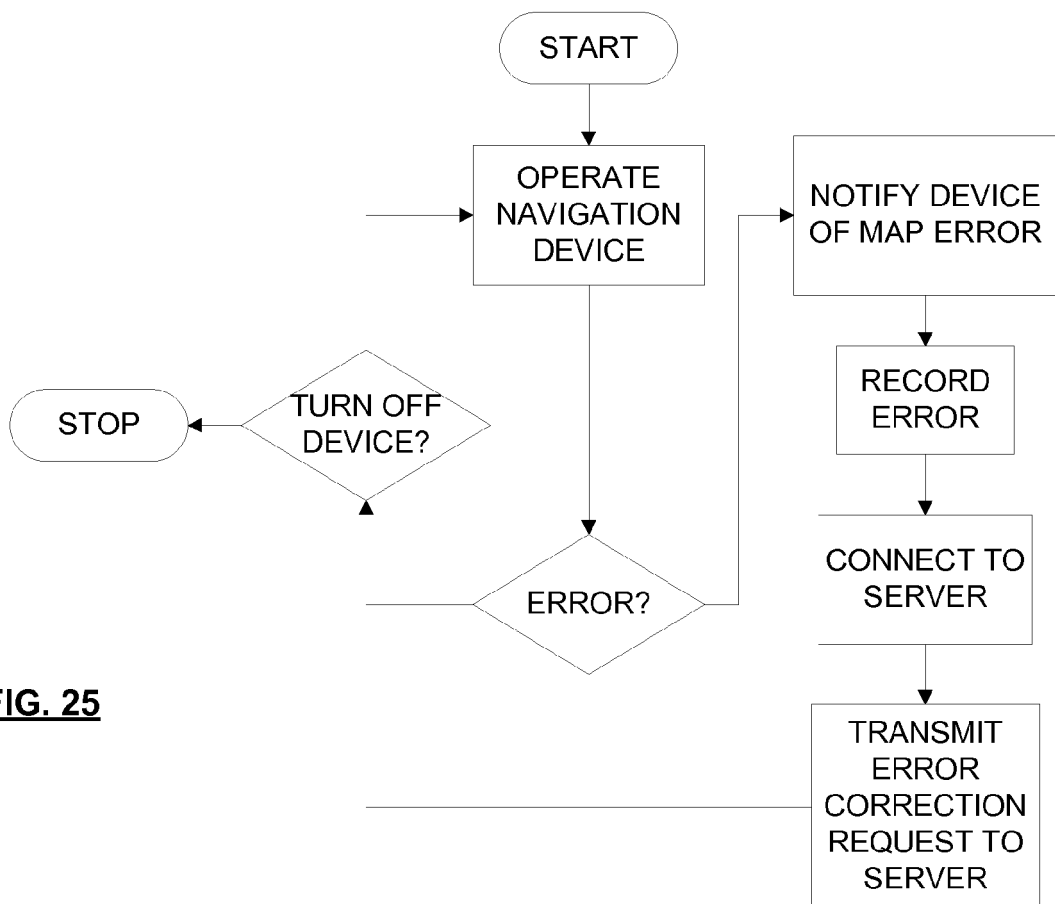 START
OPERATE
NAVIGATION
DEVICE
NOTIFY DEVICE
OF MAP ERROR
RECORD
ERROR
TURN OFF
DEVICE?
STOP
CONNECT TO
SERVER
ERROR?
FIG. 25
TRANSMIT
ERROR
CORRECTION
REQUEST TO
SERVER